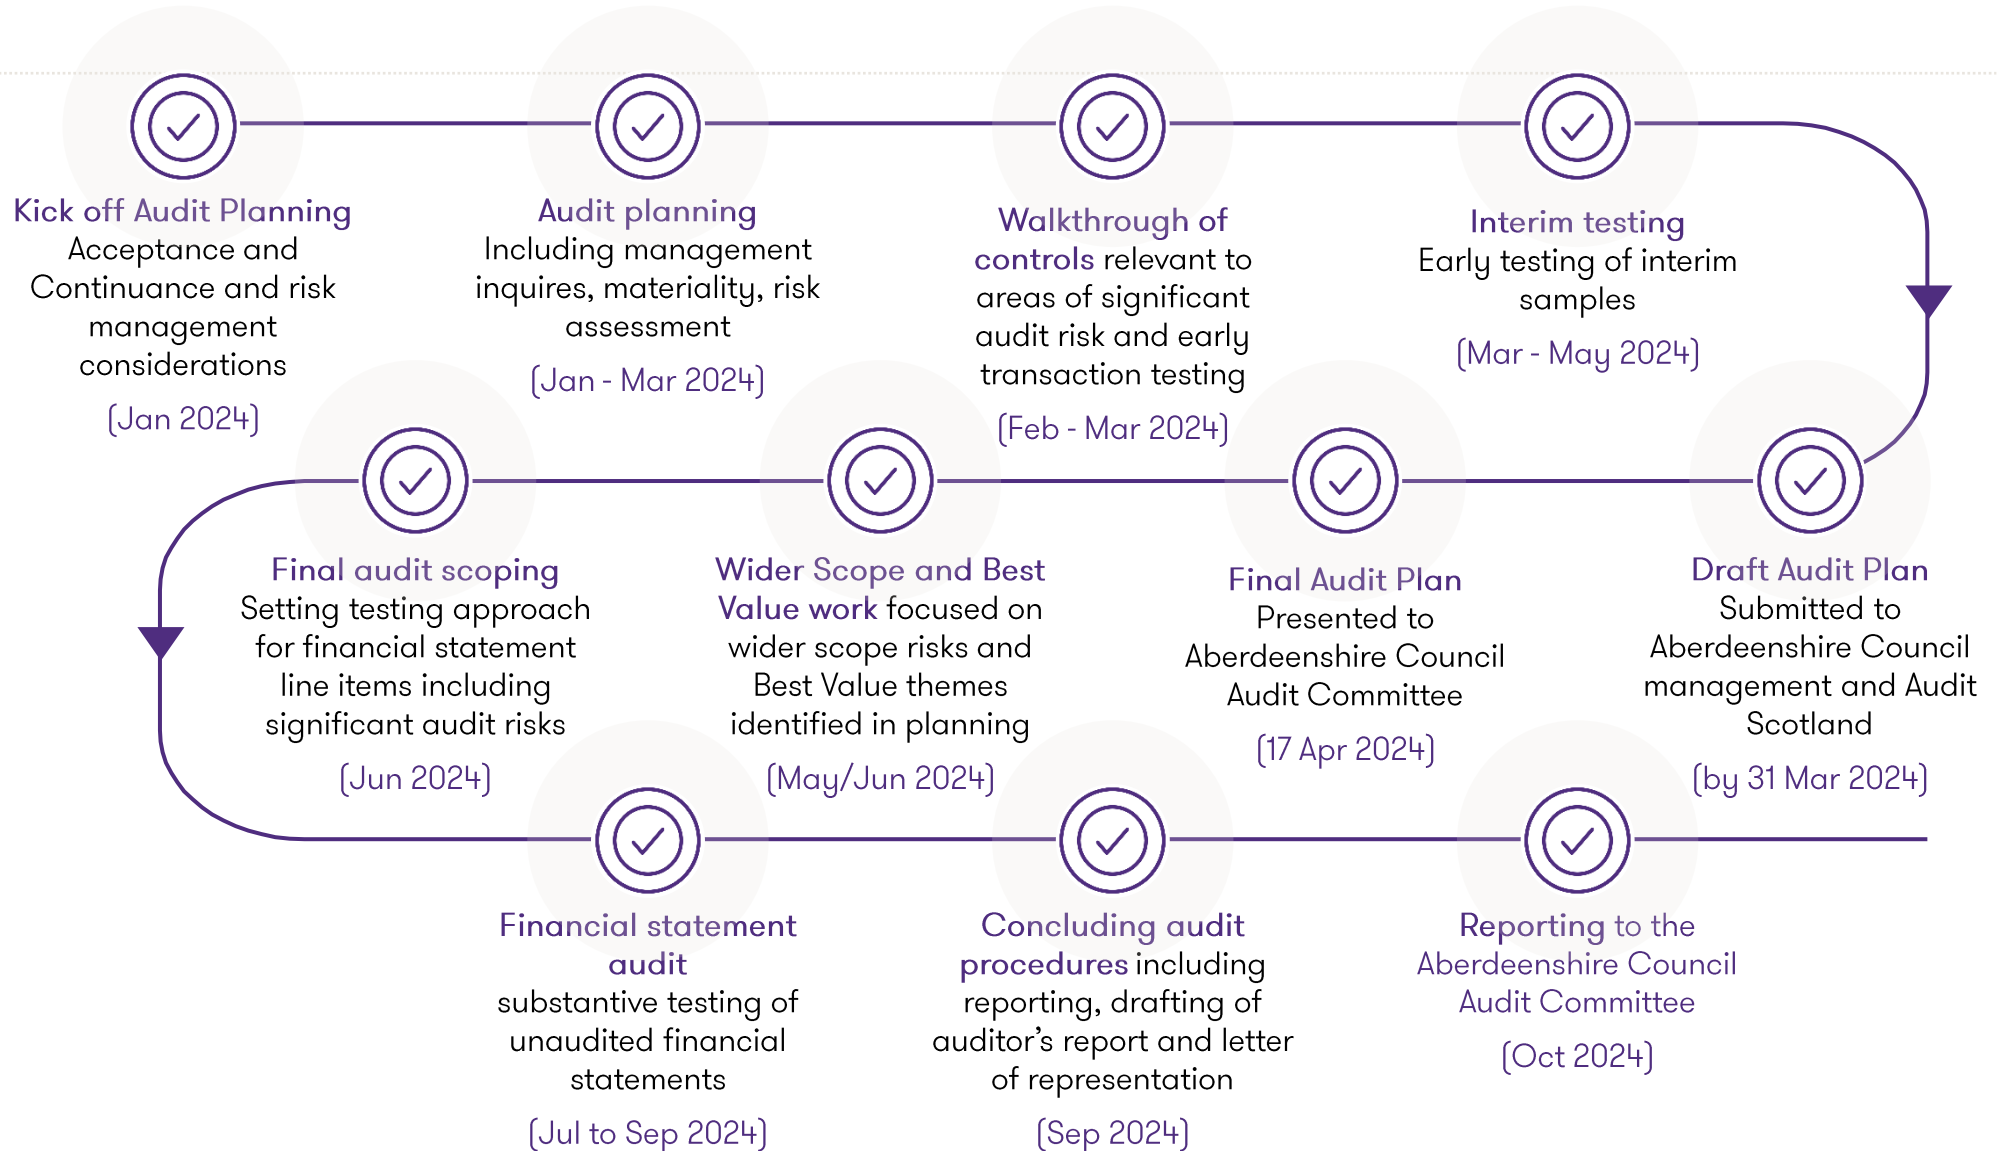 Kick off Audit Planning
Acceptance and
Continuance and risk
management
considerations
(Jan 2024)
Audit planning
Including management
inquires, materiality, risk
assessment
(Jan - Mar 2024)
Walkthrough of
controls relevant to
areas of significant
audit risk and early
transaction testing
(Feb - Mar 2024)
Interim testing
Early testing of interim
samples
(Mar - May 2024)
Draft Audit Plan
Submitted to
Aberdeenshire Council
management and Audit
Scotland
(by 31 Mar 2024)
Final Audit Plan
Presented to
Aberdeenshire Council
Audit Committee
(17 Apr 2024)
Wider Scope and Best
Value work focused on
wider scope risks and
Best Value themes
identified in planning
(May/Jun 2024)
Final audit scoping
Setting testing approach
for financial statement
line items including
significant audit risks
(Jun 2024)
Financial statement
audit
substantive testing of
unaudited financial
statements
(Jul to Sep 2024)
Concluding audit
procedures including
reporting, drafting of
auditor’s report and letter
of representation
(Sep 2024)
Reporting to the
Aberdeenshire Council
Audit Committee
(Oct 2024)